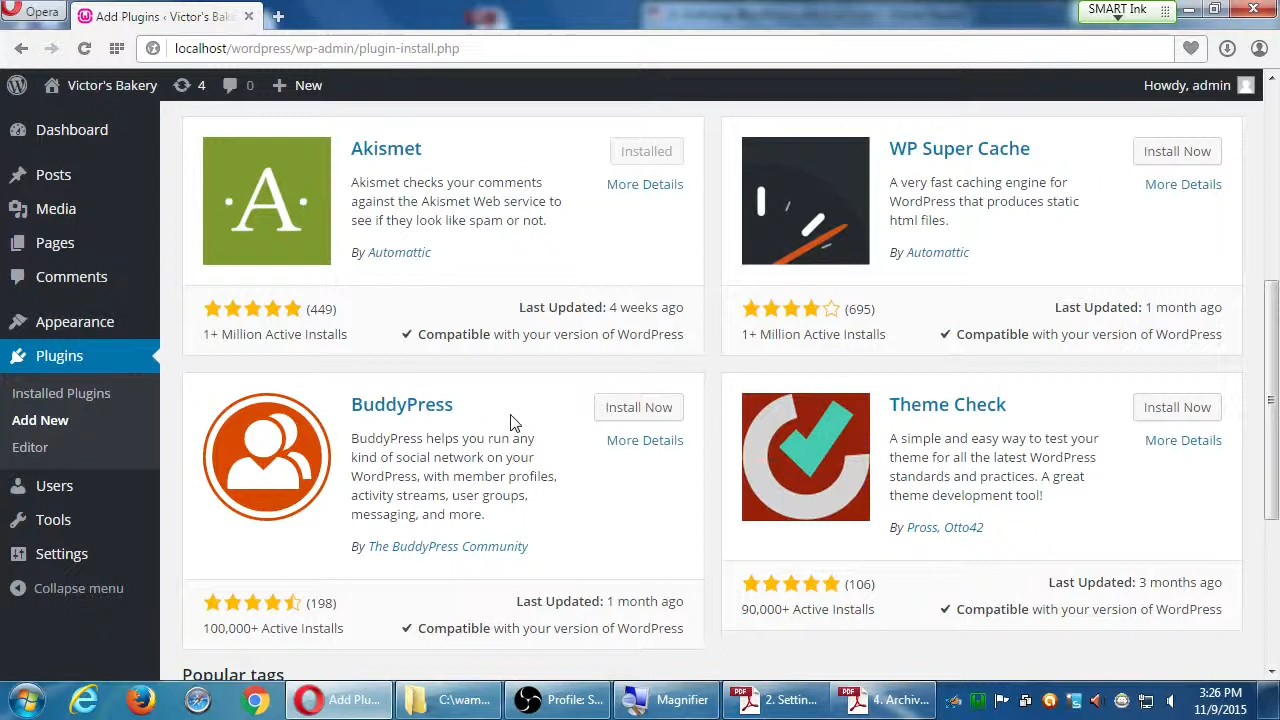 Opera
Add Plugins ‹ Victor's Bake
SMART Ink
localhost/wordpress/wp-admin/plugin-install.php
Victor's Bakery
4
0
New
Howdy, admin
Dashboard
Posts
Media
Pages
Comments
Appearance
Plugins
Installed Plugins
Add New
Editor
Users
Tools
Settings
Collapse menu
A
Akismet
Installed
More Details
Akismet checks your comments
against the Akismet Web service to
see if they look like spam or not.
By Automattic
(449)
Last Updated: 4 weeks ago
1+ Million Active Installs
Compatible with your version of WordPress
WP Super Cache
Install Now
More Details
A very fast caching engine for
WordPress that produces static
html files.
By Automattic
(695)
Last Updated: 1 month ago
1+ Million Active Installs
Compatible with your version of WordPress
BuddyPress
Install Now
More Details
BuddyPress helps you run any
kind of social network on your
WordPress, with member profiles,
activity streams, user groups,
messaging, and more.
By The BuddyPress Community
(198)
Last Updated: 1 month ago
100,000+ Active Installs
Compatible with your version of WordPress
Theme Check
Install Now
More Details
A simple and easy way to test your
theme for all the latest WordPress
standards and practices. A great
theme development tool!
By Pross, Otto42
(106)
Last Updated: 3 months ago
90,000+ Active Installs
Compatible with your version of WordPress
Popular tags
Add Plu...
C:\wam...
Profile: S...
Magnifier
PDF
2. Settin...
PDF
4. Archiv...
3:26 PM
11/9/2015